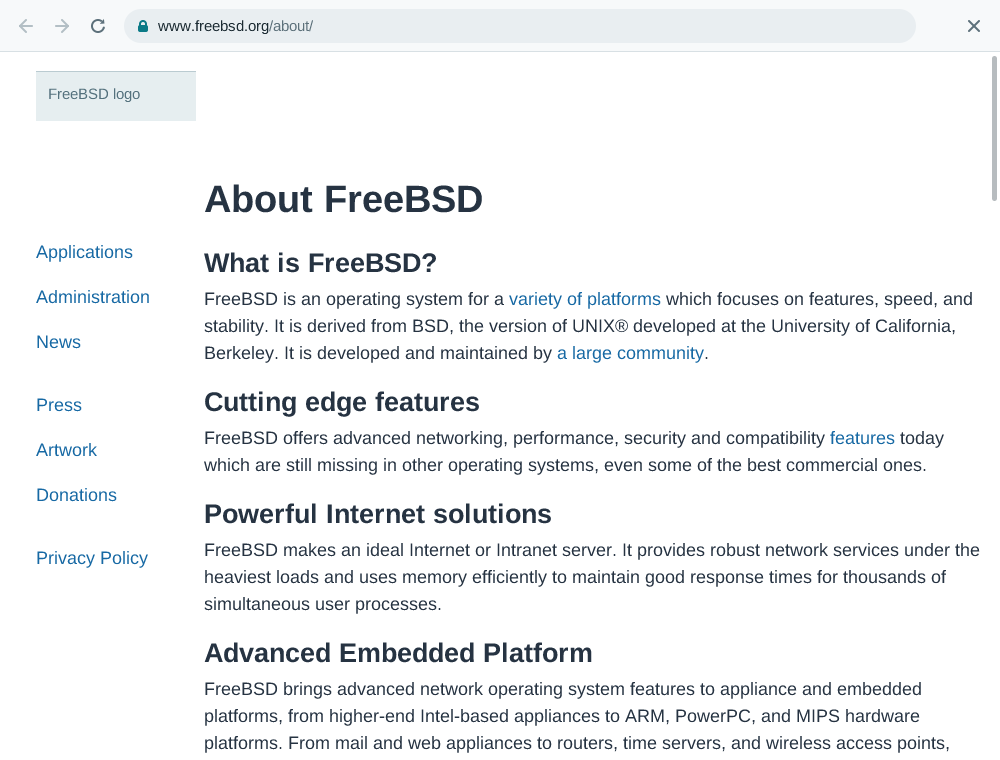 www.freebsd.org/about/
FreeBSD logo
About FreeBSD
Applications
Administration
News
Press
Artwork
Donations
Privacy Policy
What is FreeBSD?
FreeBSD is an operating system for a variety of platforms which focuses on features, speed, and
stability. It is derived from BSD, the version of UNIX® developed at the University of California,
Berkeley. It is developed and maintained by a large community.
Cutting edge features
FreeBSD offers advanced networking, performance, security and compatibility features today
which are still missing in other operating systems, even some of the best commercial ones.
Powerful Internet solutions
FreeBSD makes an ideal Internet or Intranet server. It provides robust network services under the
heaviest loads and uses memory efficiently to maintain good response times for thousands of
simultaneous user processes.
Advanced Embedded Platform
FreeBSD brings advanced network operating system features to appliance and embedded
platforms, from higher-end Intel-based appliances to ARM, PowerPC, and MIPS hardware
platforms. From mail and web appliances to routers, time servers, and wireless access points,